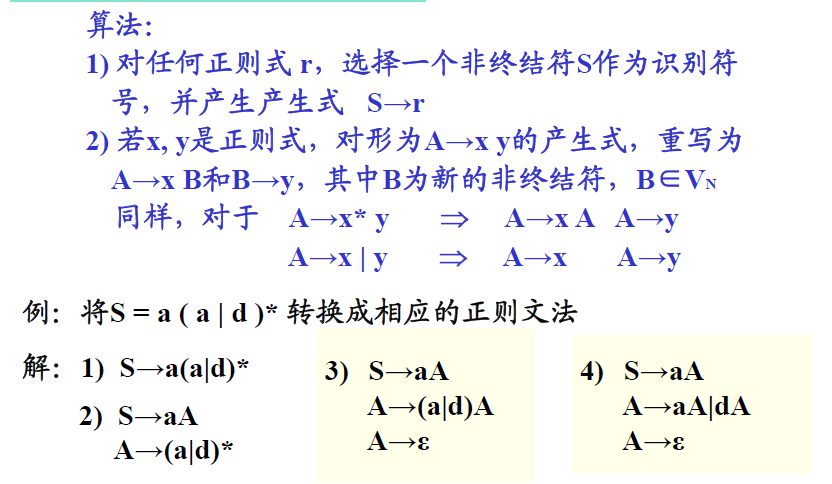 算法：
1) 对任何正则式 r，选择一个非终结符S作为识别符
号，并产生产生式 S→r
2) 若x, y是正则式，对形为A→x y的产生式，重写为
A→x B和B→y，其中B为新的非终结符，B∈VN
同样，对于 A→x* y ⇒ A→x A A→y
A→x | y ⇒ A→x A→y
例：将S = a ( a | d )* 转换成相应的正则文法
解：1) S→a(a|d)*
2) S→aA
A→(a|d)*
3) S→aA
A→(a|d)A
A→ε
4) S→aA
A→aA|dA
A→ε